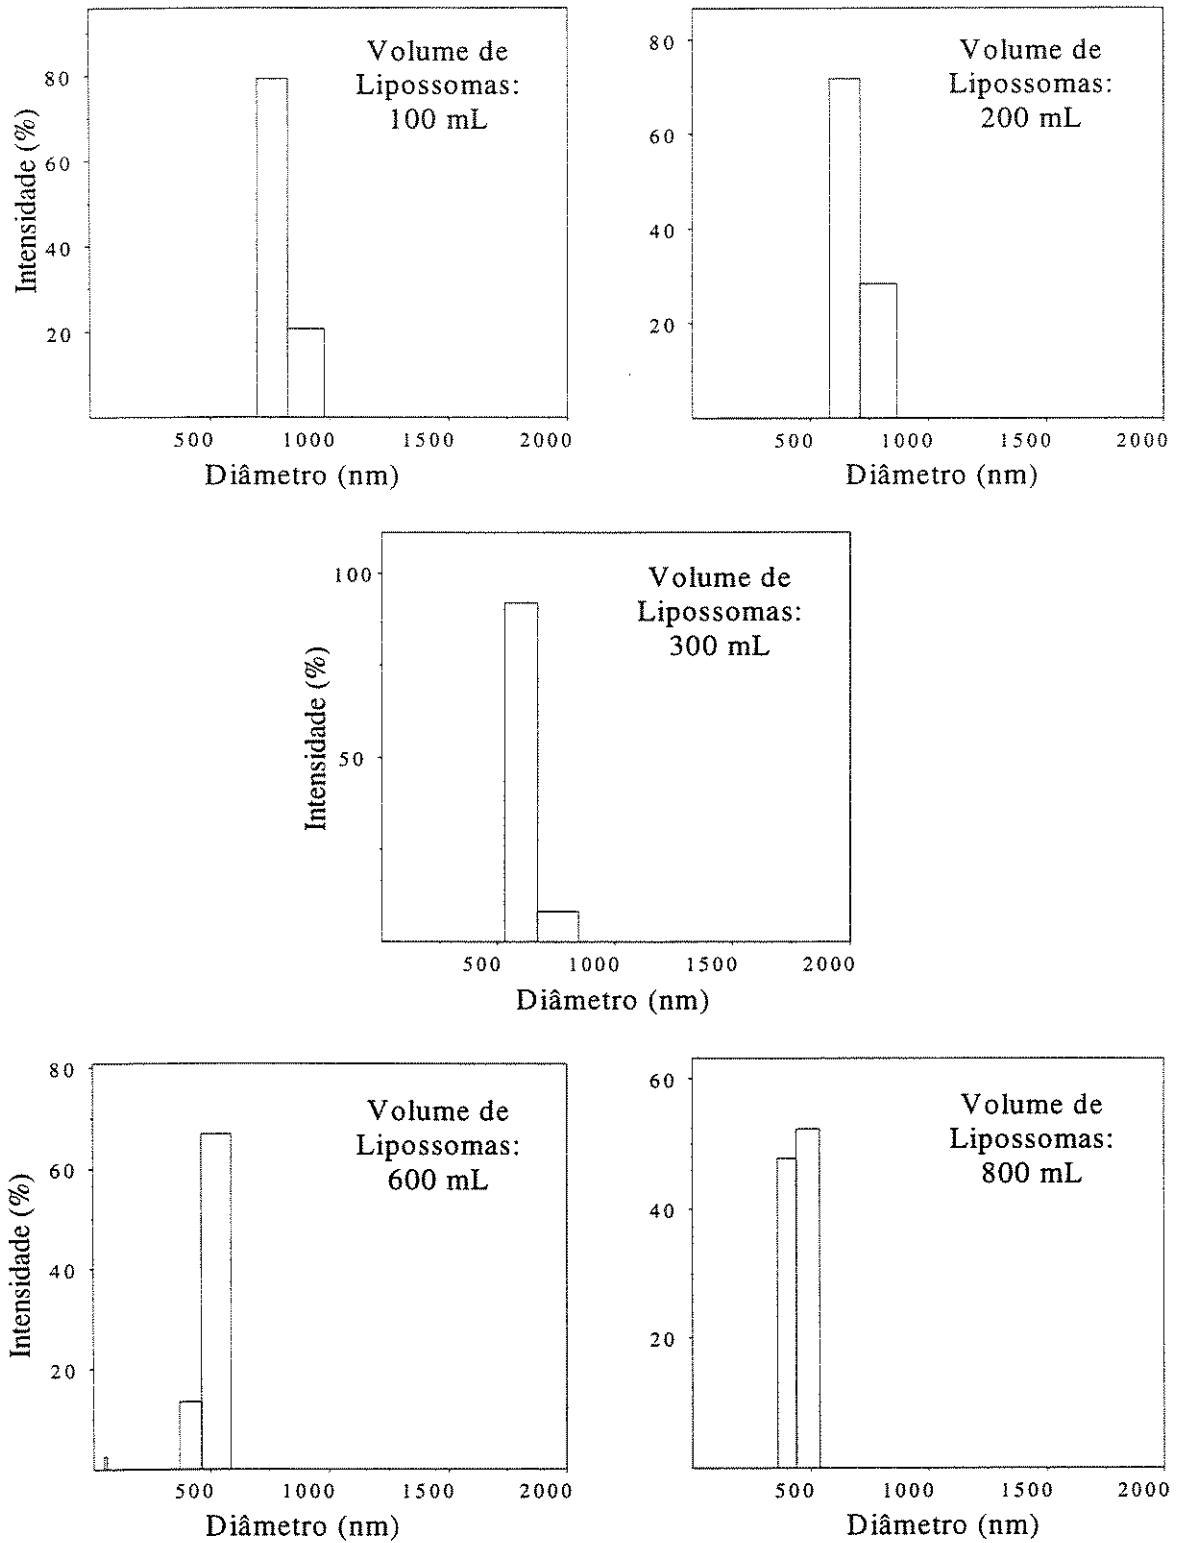 Volume de
Lipossomas:
100 mL
Intensidade (%)
80
60
40
20
500 1000 1500 2000
Diâmetro (nm)
Volume de
Lipossomas:
200 mL
80
60
40
20
500 1000 1500 2000
Diâmetro (nm)
Volume de
Lipossomas:
300 mL
Intensidade (%)
100
50
500 1000 1500 2000
Diâmetro (nm)
Volume de
Lipossomas:
600 mL
Intensidade (%)
80
60
40
20
500 1000 1500 2000
Diâmetro (nm)
Volume de
Lipossomas:
800 mL
60
40
20
500 1000 1500 2000
Diâmetro (nm)